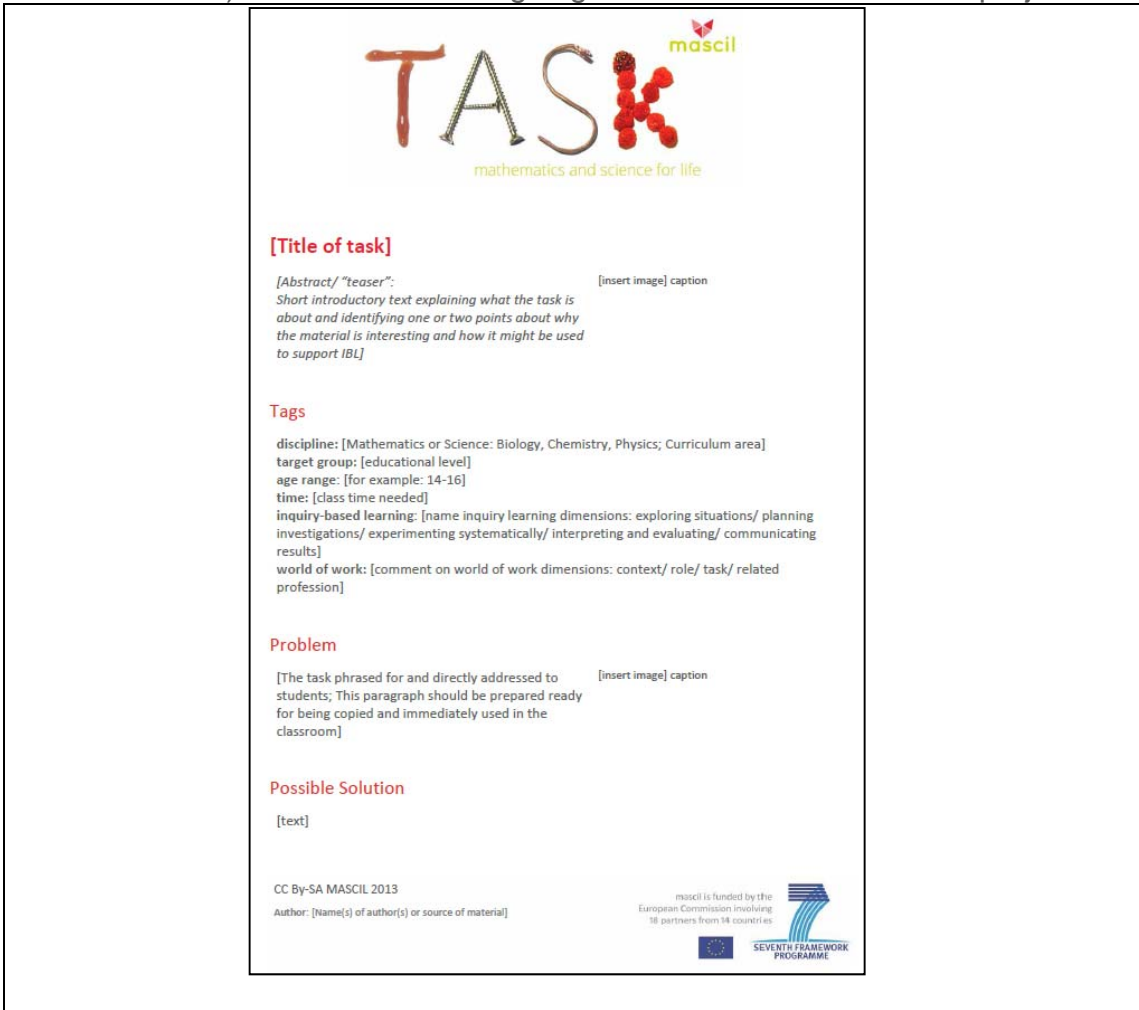 mascil
TASK
mathematics and science for life
[Title of task]
[Abstract/ “teaser”:
Short introductory text explaining what the task is
about and identifying one or two points about why
the material is interesting and how it might be used
to support IBL]
[insert image] caption
Tags
discipline: [Mathematics or Science: Biology, Chemistry, Physics; Curriculum area]
target group: [educational level]
age range: [for example: 14-16]
time: [class time needed]
inquiry-based learning: [name inquiry learning dimensions: exploring situations/ planning
investigations/ experimenting systematically/ interpreting and evaluating/ communicating
results]
world of work: [comment on world of work dimensions: context/ role/ task/ related
profession]
Problem
[The task phrased for and directly addressed to
students; This paragraph should be prepared ready
for being copied and immediately used in the
classroom]
[insert image] caption
Possible Solution
[text]
CC By-SA MASCIL 2013
Author: [Name(s) of author(s) or source of material]
mascil is funded by the
European Commission involving
18 partners from 14 countries
SEVENTH FRAMEWORK
PROGRAMME